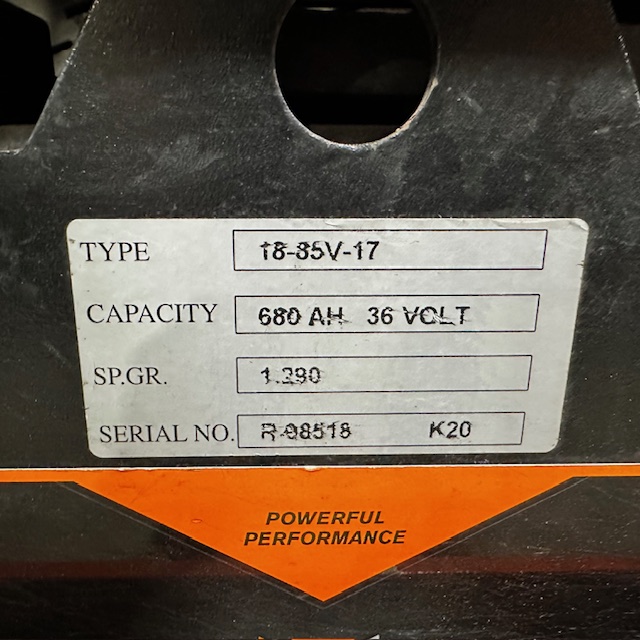 TYPE 18-85V-17
CAPACITY 680 AH 36 VOLT
SP.GR. 1.290
SERIAL NO. R-98518 K20
POWERFUL
PERFORMANCE